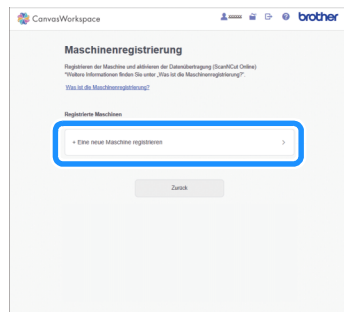 CanvasWorkspace
brother
Maschinenregistrierung
Registrieren der Maschine und aktivieren der Datenübertragung (ScanNCut Online)
*Weitere Informationen finden Sie unter „Was ist die Maschinenregistrierung?".
Was ist die Maschinenregistrierung?
Registrierte Maschinen
+ Eine neue Maschine registrieren
Zurück